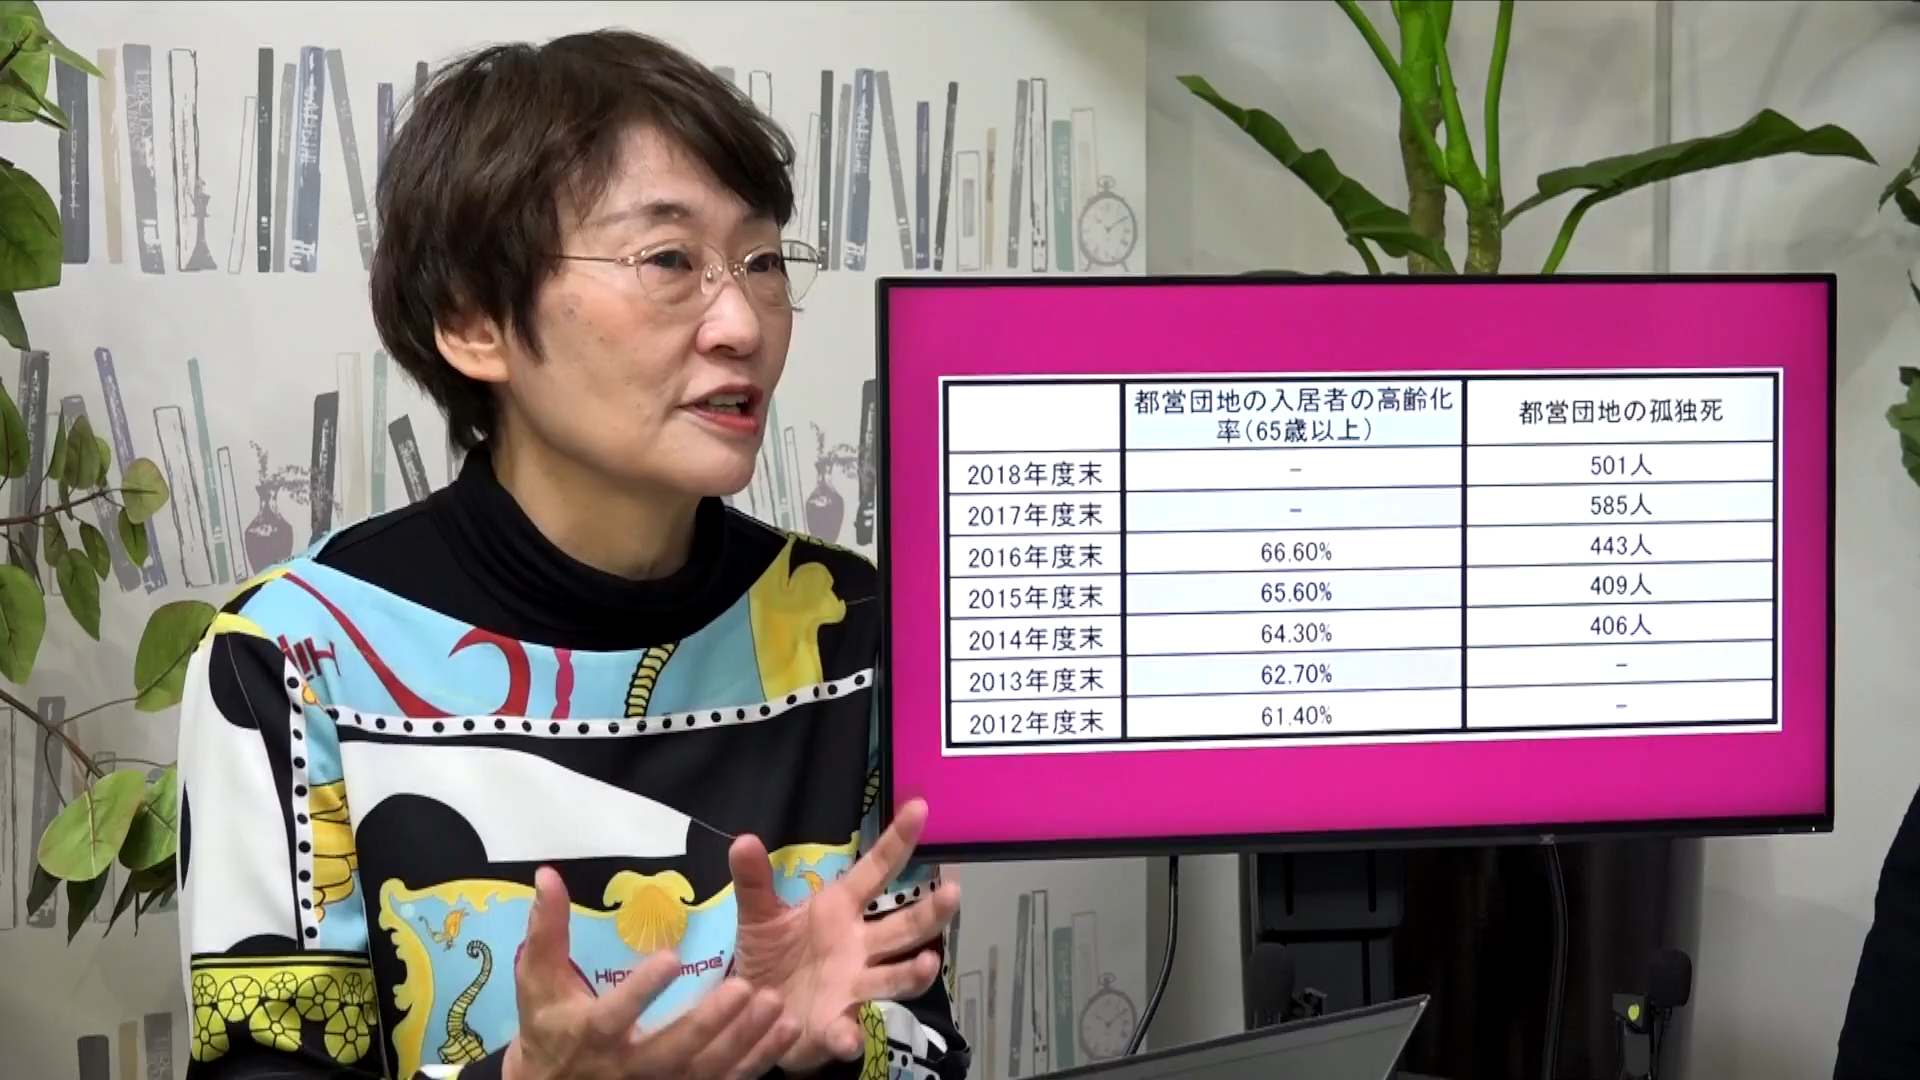 都営団地の入居者の高齢化
率（65歳以上）
都営団地の孤独死
2018年度末 － 501人
2017年度末 － 585人
2016年度末 66.60% 443人
2015年度末 65.60% 409人
2014年度末 64.30% 406人
2013年度末 62.70% －
2012年度末 61.40% －